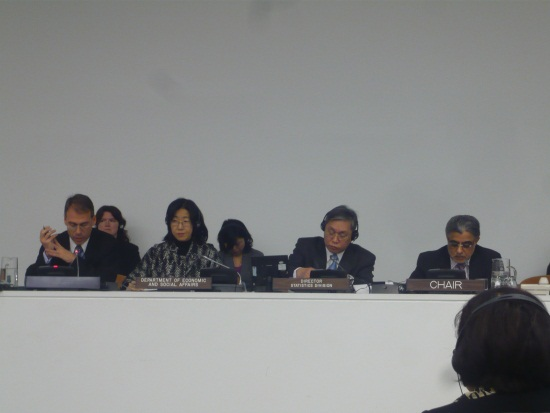 DEPARTMENT OF ECONOMIC
AND SOCIAL AFFAIRS
DIRECTOR
STATISTICS DIVISION
CHAIR